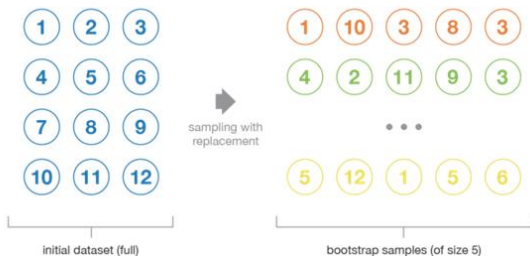 1 2 3
4 5 6
7 8 9
10 11 12
initial dataset (full)
sampling with
replacement
1 10 3 8 3
4 2 11 9 3
...
5 12 1 5 6
bootstrap samples (of size 5)